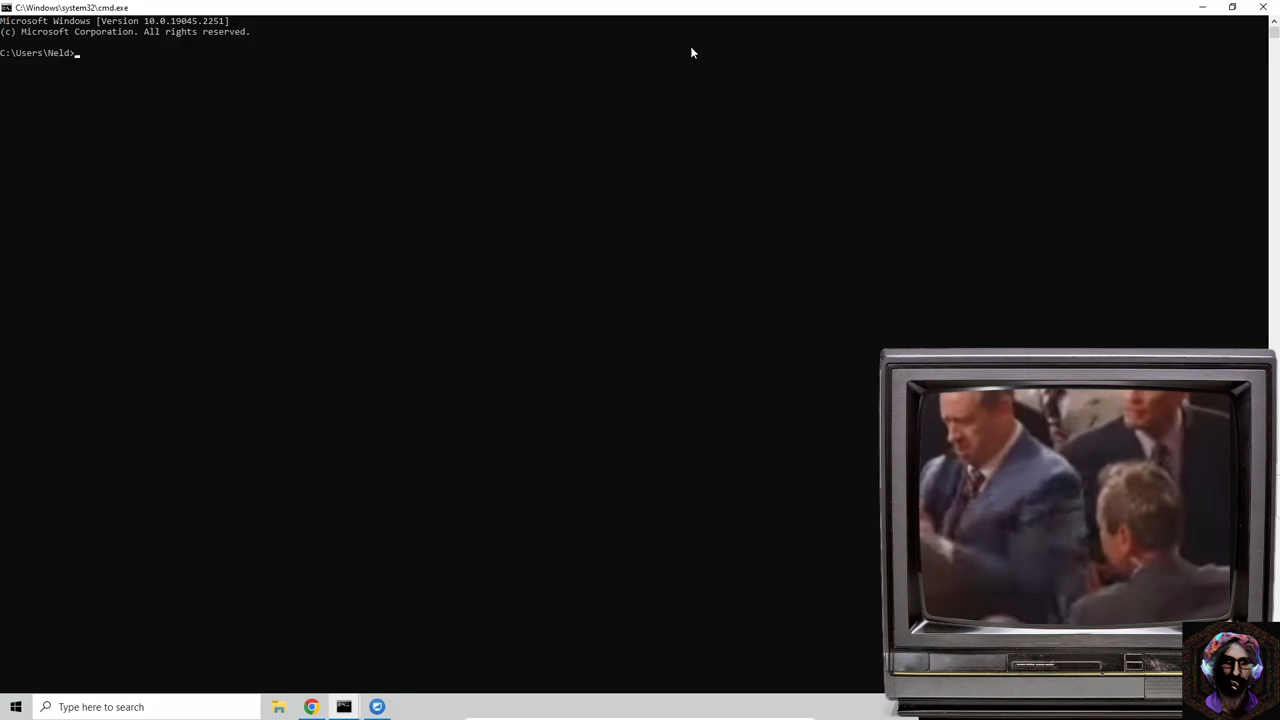 C:\Windows\system32\cmd.exe
Microsoft Windows [Version 10.0.19045.2251]
(c) Microsoft Corporation. All rights reserved.
C:\Users\Neld>
Type here to search